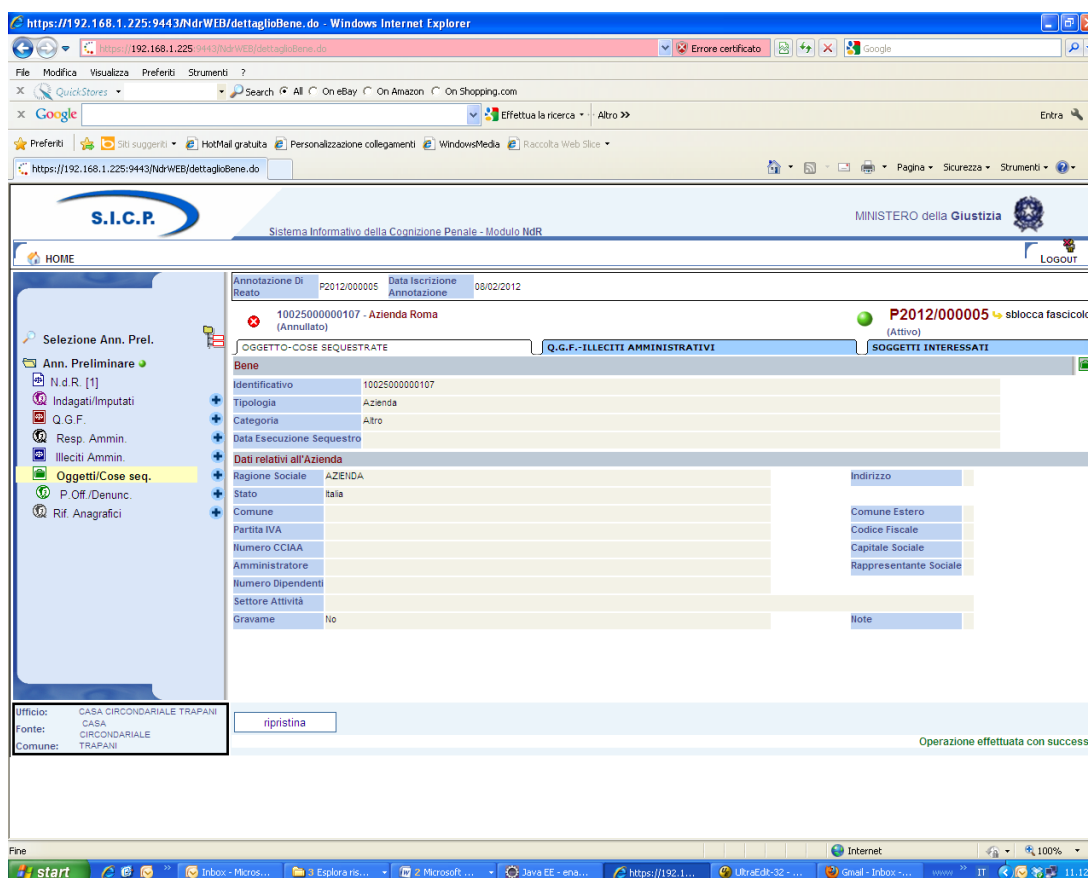 https://192.168.1.225:9443/NdrWEB/dettaglioBene.do - Windows Internet Explorer
https://192.168.1.225:9443/NdrWEB/dettaglioBene.do Errore certificato Google
File Modifica Visualizza Preferiti Strumenti ?
X QuickStores Search All On eBay On Amazon On Shopping.com
x Google Effettua la ricerca Altro >> Entra
Preferiti Siti suggeriti HotMail gratuita Personalizzazione collegamenti WindowsMedia Raccolta Web Slice
https://192.168.1.225:9443/NdrWEB/dettaglioBene.do Pagina Sicurezza Strumenti
S.I.C.P. MINISTERO della Giustizia
Sistema Informativo della Cognizione Penale - Modulo NdR
HOME LOGOUT
Annotazione Di Reato P2012/000005 Data Iscrizione Annotazione 08/02/2012
10025000000107 - Azienda Roma P2012/000005 sblocca fascicolo
(Annullato) (Attivo)
Selezione Ann. Prel.
OGGETTO-COSE SEQUESTRATE Q.G.F.-ILLECITI AMMINISTRATIVI SOGGETTI INTERESSATI
Ann. Preliminare
N.d.R. [1]
Indagati/Imputati
Q.G.F.
Resp. Ammin.
Illeciti Ammin.
Oggetti/Cose seq.
P.Off./Denunc.
Rif. Anagrafici
Bene
Identificativo 10025000000107
Tipologia Azienda
Categoria Altro
Data Esecuzione Sequestro
Dati relativi all'Azienda
Ragione Sociale AZIENDA Indirizzo
Stato Italia
Comune Comune Estero
Partita IVA Codice Fiscale
Numero CCIAA Capitale Sociale
Amministratore Rappresentante Sociale
Numero Dipendenti
Settore Attività
Gravame No Note
Ufficio: CASA CIRCONDARIALE TRAPANI
Fonte: CASA CIRCONDARIALE
Comune: TRAPANI
ripristina
Operazione effettuata con success
Fine Internet 100%
start Inbox - Micros... 3 Esplora ris... 2 Microsoft ... Java EE - ena... https://192.1... UltraEdit-32 - ... Gmail - Inbox -... www >> IT 11.12